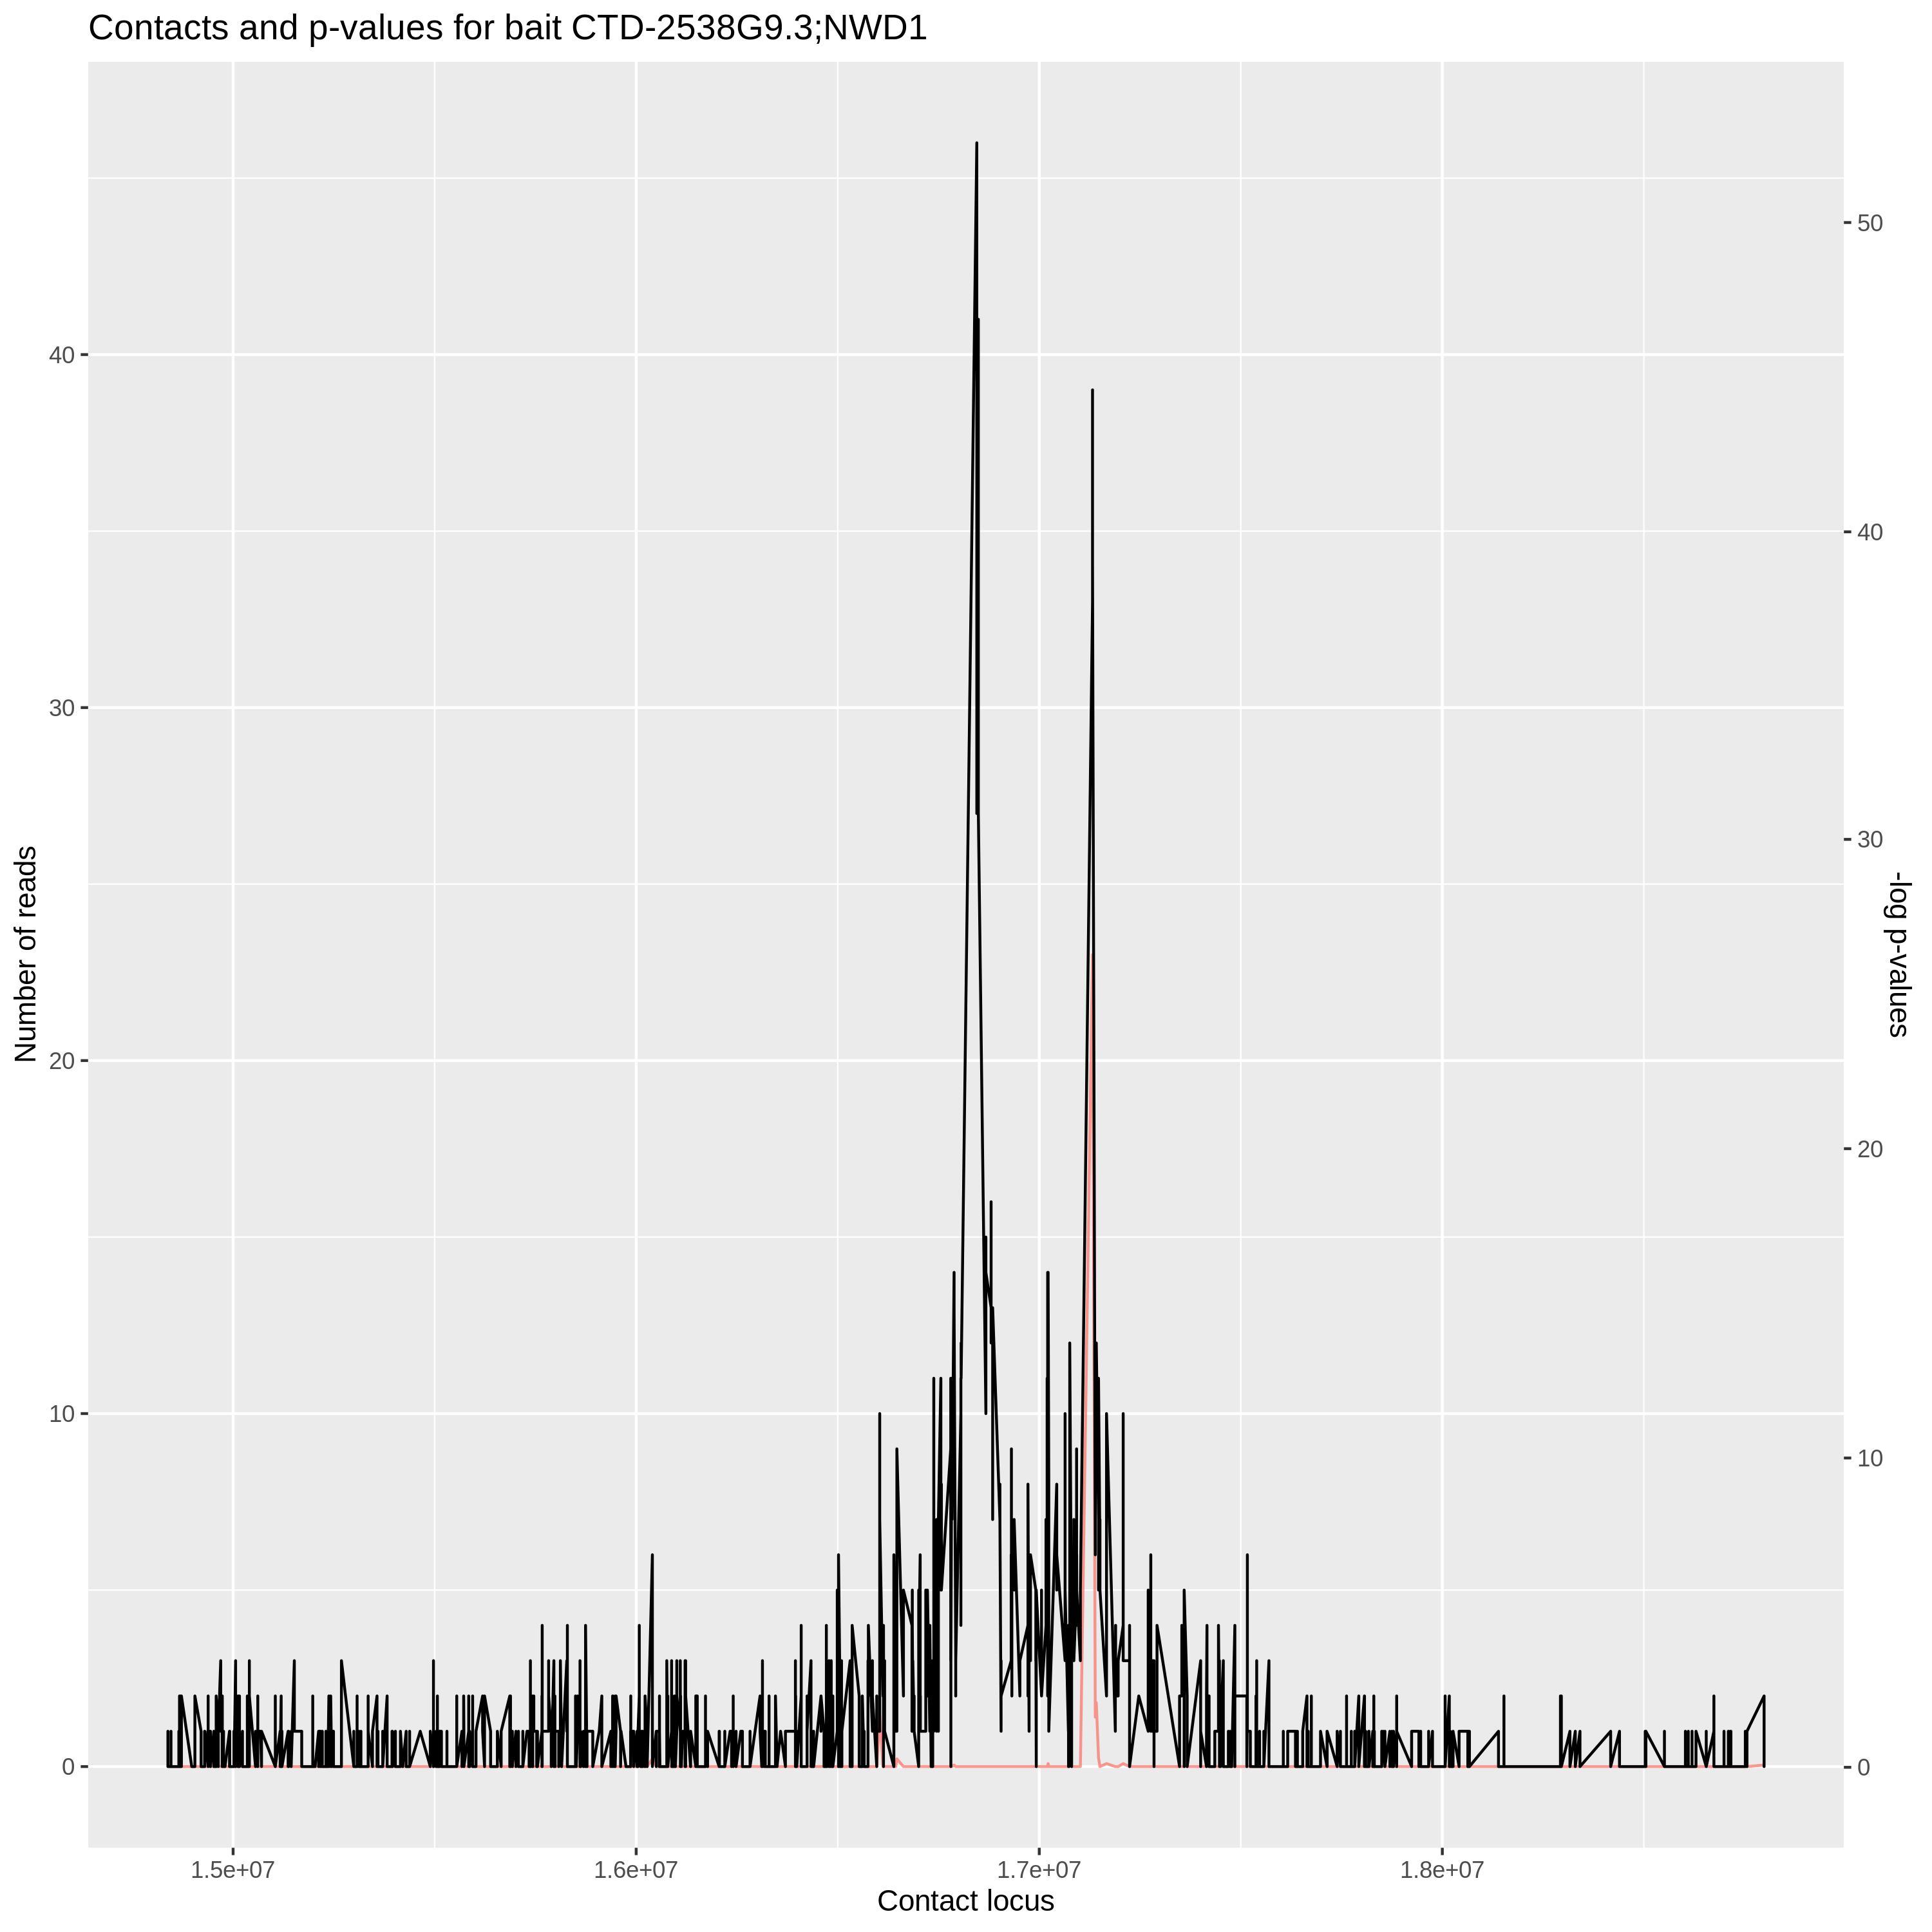 Contacts and p-values for bait CTD-2538G9.3;NWD1
Number of reads
40
30
20
10
0
50
40
30
20
10
0
-log p-values
1.5e+07
1.6e+07
1.7e+07
1.8e+07
Contact locus